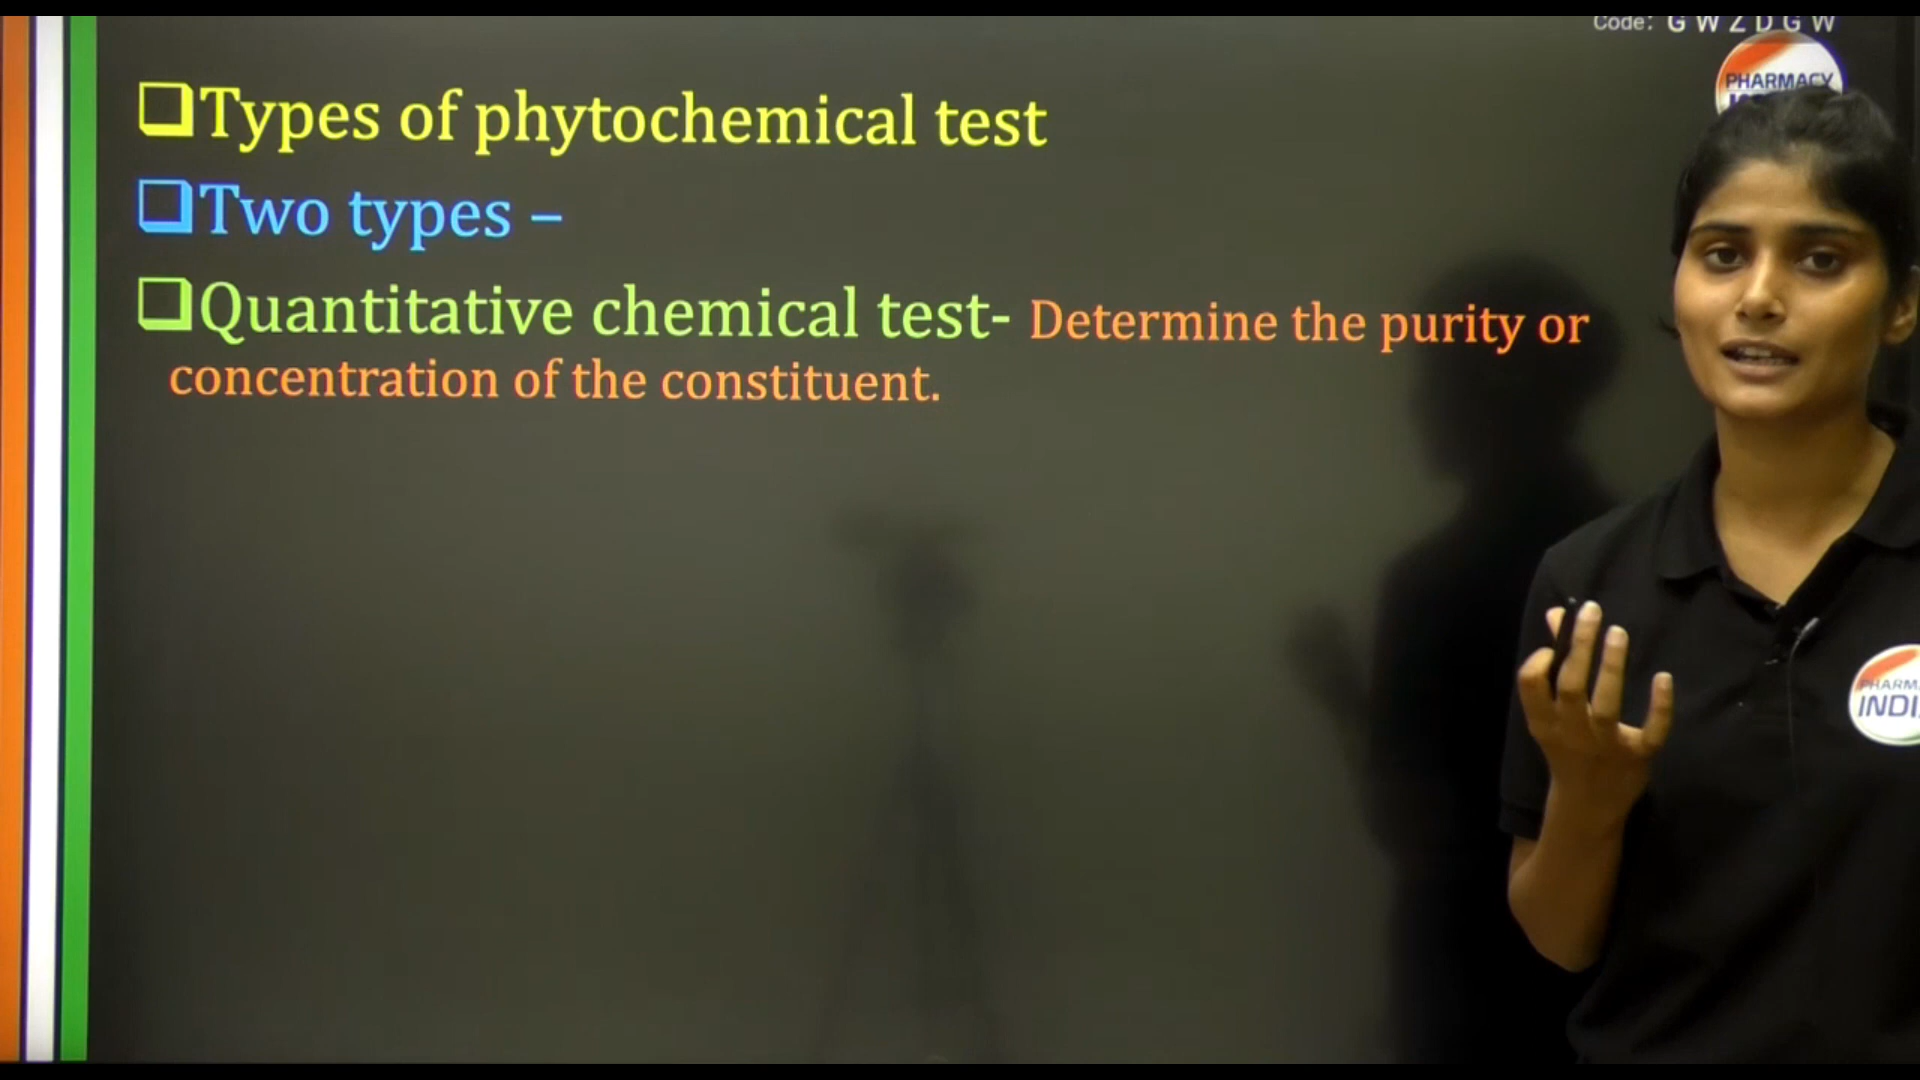 Code: G W Z D G W
PHARMACY
❑Types of phytochemical test
❑Two types –
❑Quantitative chemical test- Determine the purity or
concentration of the constituent.
PHARM
INDI